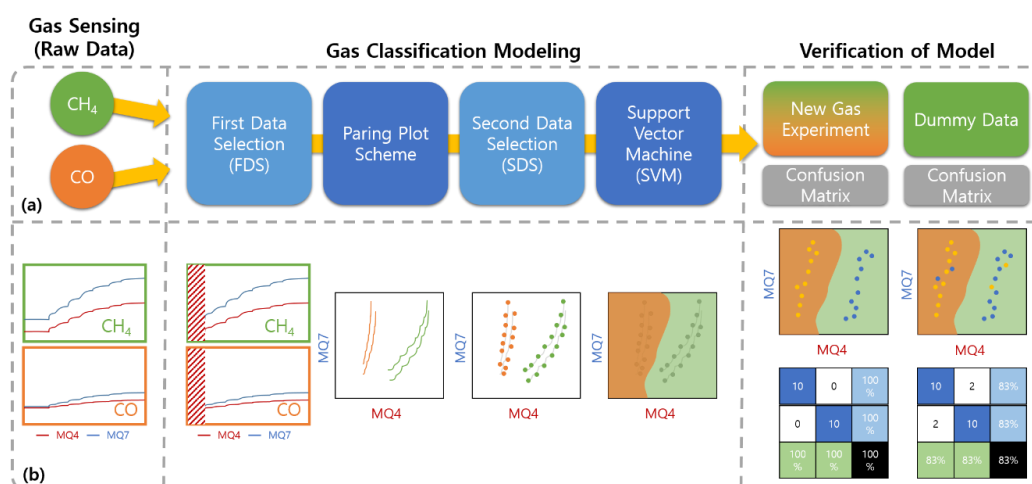 Gas Sensing
(Raw Data)
Gas Classification Modeling
Verification of Model
CH4
CO
First Data
Selection
(FDS)
Paring Plot
Scheme
Second Data
Selection
(SDS)
Support
Vector
Machine
(SVM)
New Gas
Experiment
Dummy Data
Confusion
Matrix
Confusion
Matrix
(a)
CH4
CO
MQ4
MQ7
CH4
CO
MQ4
MQ7
MQ7
MQ4
MQ7
MQ4
MQ7
MQ4
MQ7
MQ4
MQ7
MQ4
10
0
100
%
0
10
100
%
100
%
100
%
100
%
10
2
83%
2
10
83%
83%
83%
83%
(b)